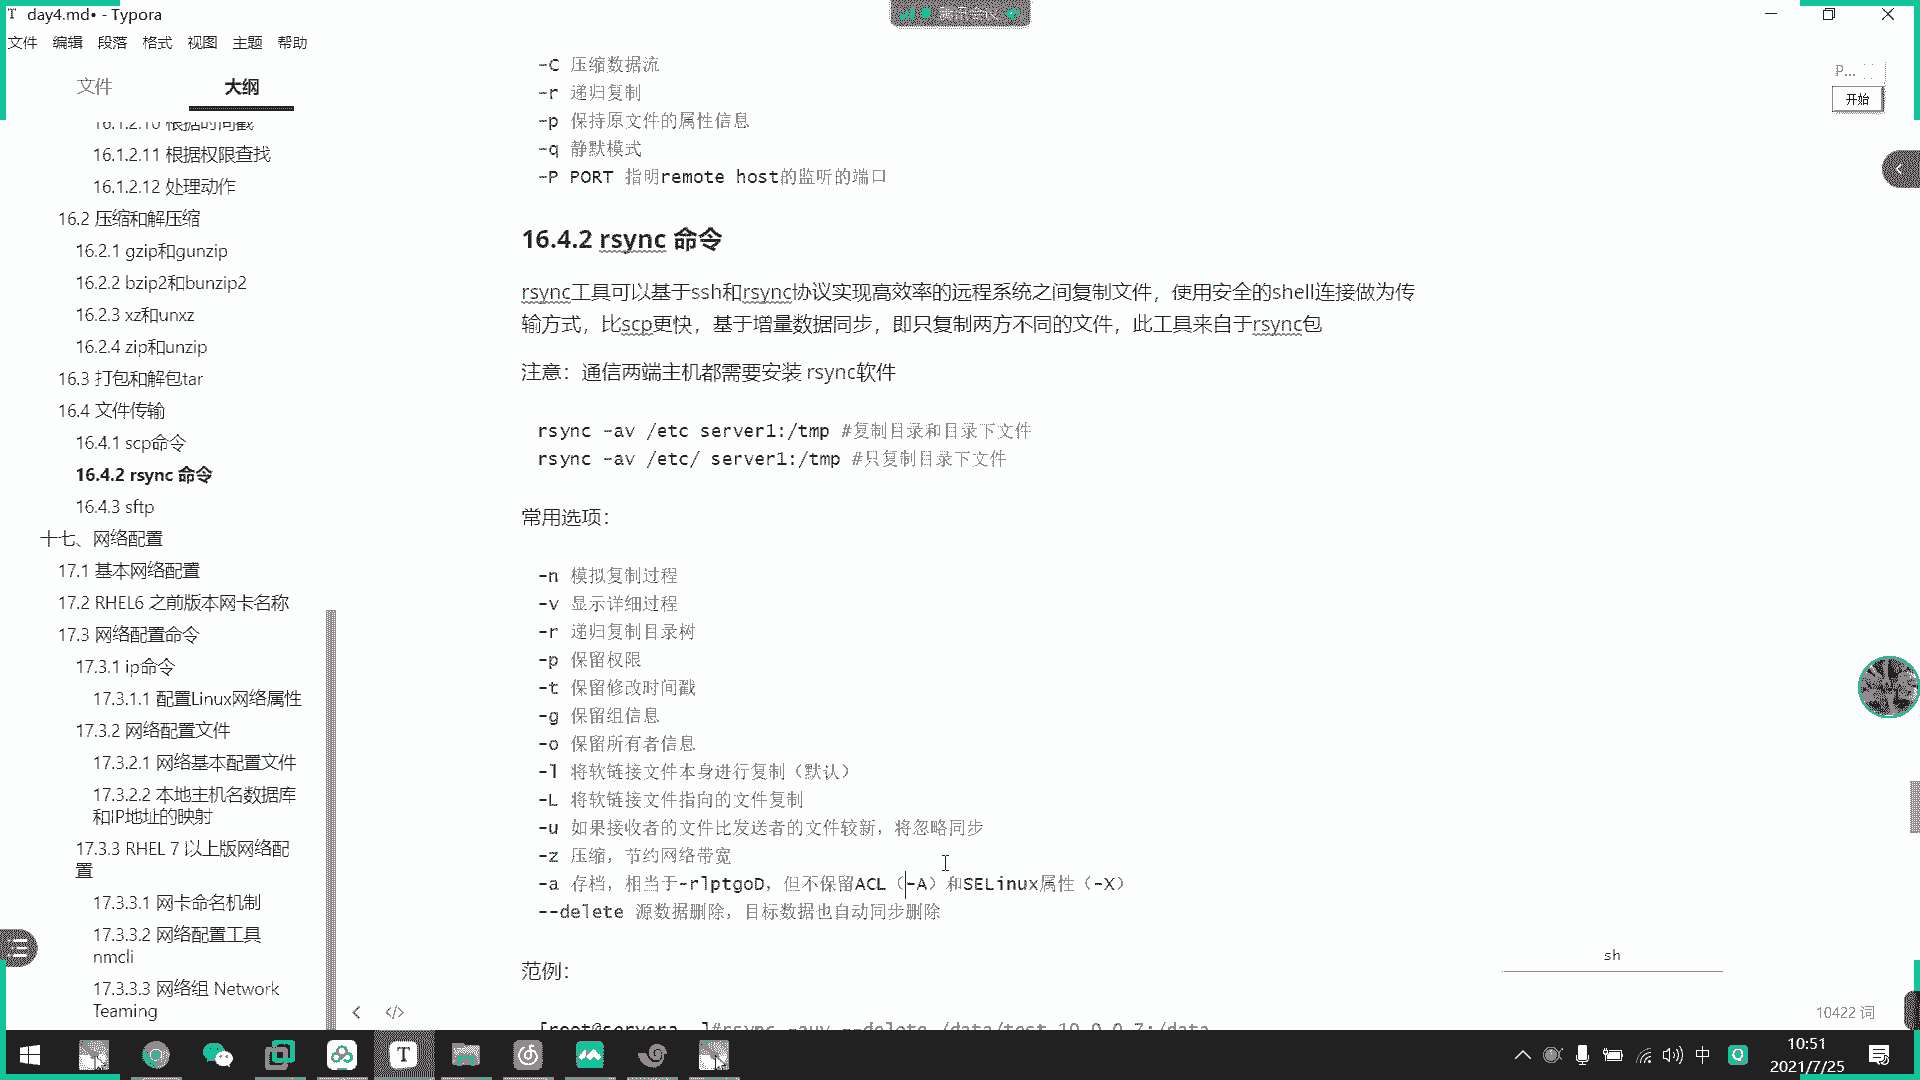 day4.md• - Typora
腾讯会议
文件 编辑 段落 格式 视图 主题 帮助
文件 大纲
16.1.2.10 根据时间戳
16.1.2.11 根据权限查找
16.1.2.12 处理动作
16.2 压缩和解压缩
16.2.1 gzip和gunzip
16.2.2 bzip2和bunzip2
16.2.3 xz和unxz
16.2.4 zip和unzip
16.3 打包和解包tar
16.4 文件传输
16.4.1 scp命令
16.4.2 rsync 命令
16.4.3 sftp
十七、网络配置
17.1 基本网络配置
17.2 RHEL6 之前版本网卡名称
17.3 网络配置命令
17.3.1 ip命令
17.3.1.1 配置Linux网络属性
17.3.2 网络配置文件
17.3.2.1 网络基本配置文件
17.3.2.2 本地主机名数据库
和IP地址的映射
17.3.3 RHEL 7 以上版网络配
置
17.3.3.1 网卡命名机制
17.3.3.2 网络配置工具
nmcli
17.3.3.3 网络组 Network
Teaming
-C 压缩数据流
-r 递归复制
-p 保持原文件的属性信息
-q 静默模式
-P PORT 指明remote host的监听的端口
16.4.2 rsync 命令
rsync工具可以基于ssh和rsync协议实现高效率的远程系统之间复制文件，使用安全的shell连接做为传
输方式，比scp更快，基于增量数据同步，即只复制两方不同的文件，此工具来自于rsync包
注意：通信两端主机都需要安装 rsync软件
rsync -av /etc server1:/tmp #复制目录和目录下文件
rsync -av /etc/ server1:/tmp #只复制目录下文件
常用选项：
-n 模拟复制过程
-v 显示详细过程
-r 递归复制目录树
-p 保留权限
-t 保留修改时间戳
-g 保留组信息
-o 保留所有者信息
-l 将软链接文件本身进行复制（默认）
-L 将软链接文件指向的文件复制
-u 如果接收者的文件比发送者的文件较新，将忽略同步
-z 压缩，节约网络带宽
-a 存档，相当于-rlptgoD，但不保留ACL（-A）和SELinux属性（-X）
--delete 源数据删除，目标数据也自动同步删除
范例：
[root@servera ~]#rsync -auv --delete /data/test 10.0.0.7:/data
sh
10422 词
P...
开始
中
10:51
2021/7/25